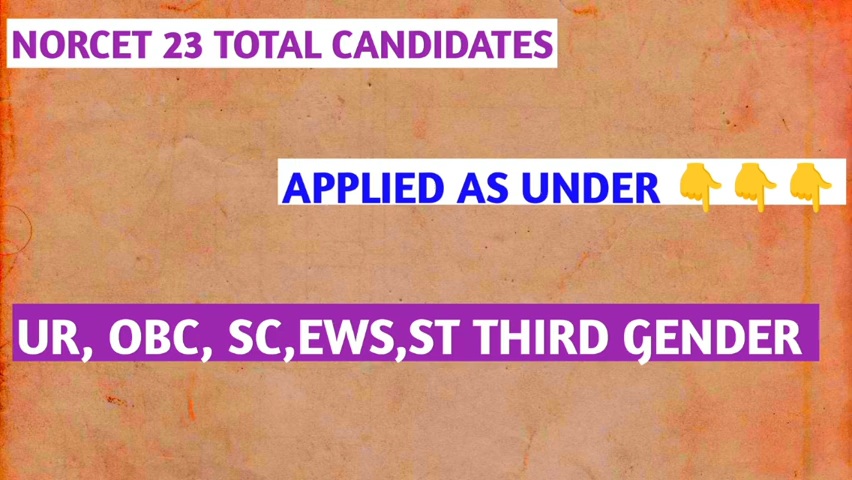 NORCET 23 TOTAL CANDIDATES
APPLIED AS UNDER 👇👇👇
UR, OBC, SC,EWS,ST THIRD GENDER